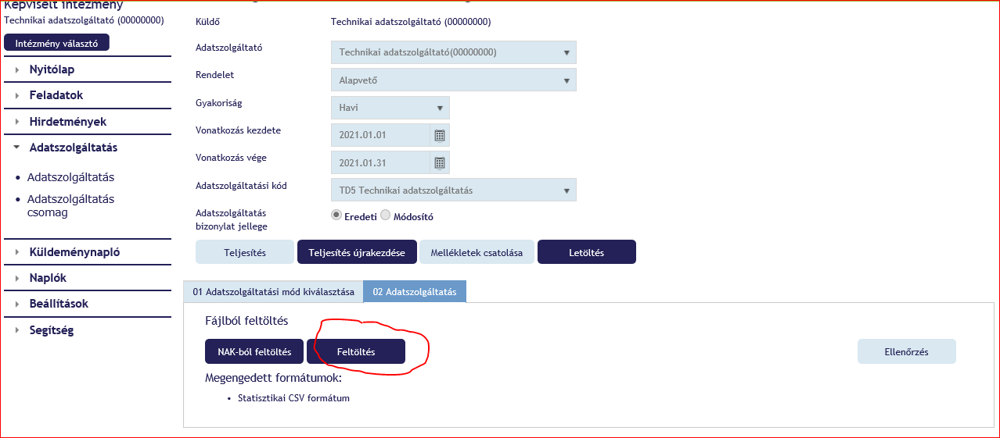 Képviselt intézmény
Technikai adatszolgáltató (00000000)
Intézmény választó
Nyitólap
Feladatok
Hirdetmények
Adatszolgáltatás
Adatszolgáltatás
Adatszolgáltatás
csomag
Küldeménynapló
Naplók
Beállítások
Segítség
Küldő Technikai adatszolgáltató (00000000)
Adatszolgáltató Technikai adatszolgáltató(00000000)
Rendelet Alapvető
Gyakoriság Havi
Vonatkozás kezdete 2021.01.01
Vonatkozás vége 2021.01.31
Adatszolgáltatási kód TD5 Technikai adatszolgáltatás
Adatszolgáltatás
bizonylat jellege Eredeti Módosító
Teljesítés Teljesítés újrakezdése Mellékletek csatolása Letöltés
01 Adatszolgáltatási mód kiválasztása 02 Adatszolgáltatás
Fájlból feltöltés
NAK-ból feltöltés Feltöltés Ellenőrzés
Megengedett formátumok:
Statisztikai CSV formátum